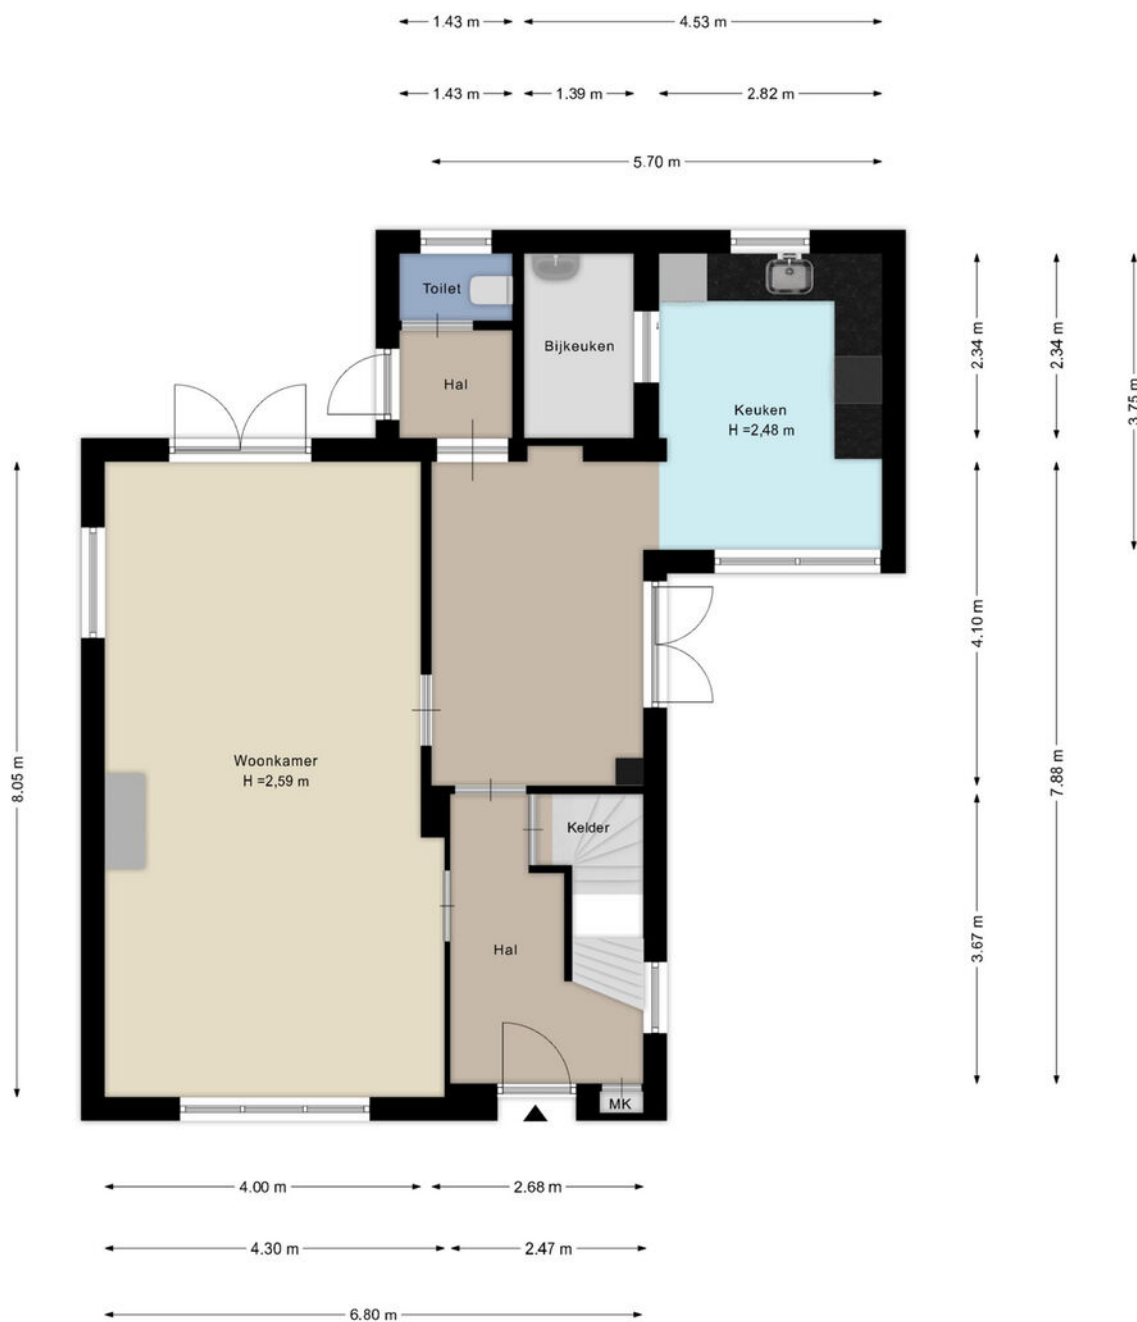 1.43 m
4.53 m
1.43 m
1.39 m
2.82 m
5.70 m
Toilet
Bijkeuken
Hal
Keuken
H =2,48 m
2.34 m
2.34 m
3.75 m
4.10 m
Woonkamer
H =2,59 m
8.05 m
7.88 m
Kelder
Hal
3.67 m
MK
4.00 m
2.68 m
4.30 m
2.47 m
6.80 m